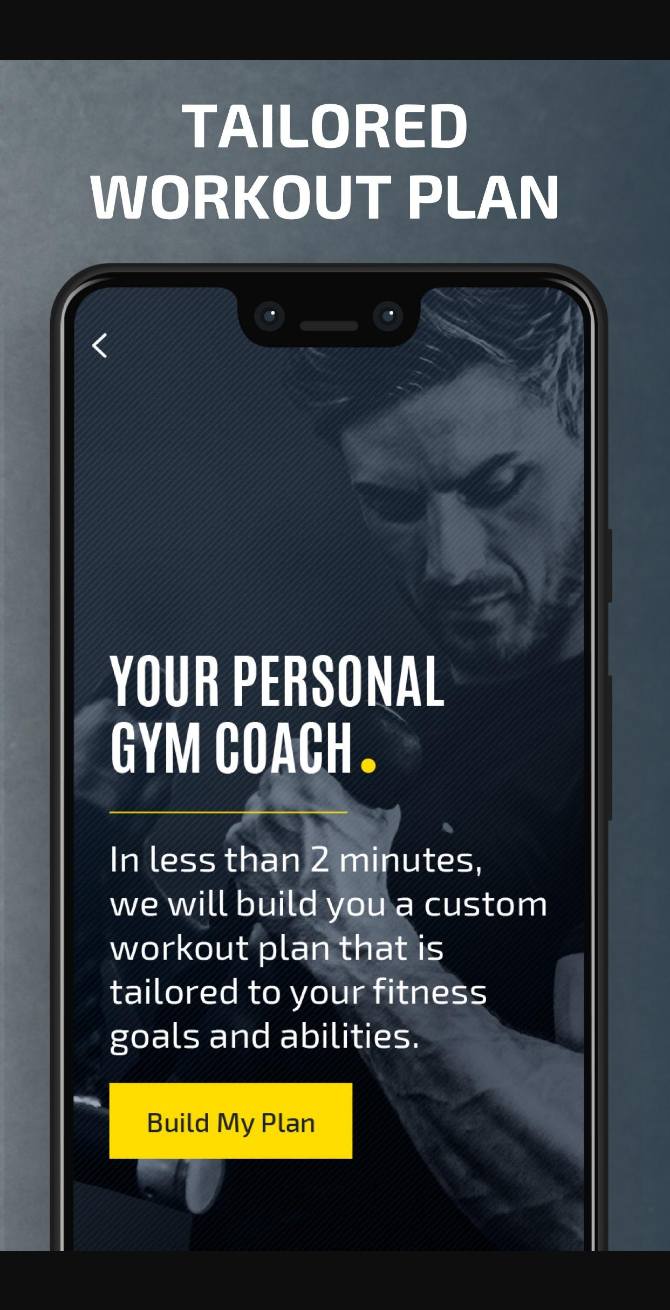 TAILORED
WORKOUT PLAN
YOUR PERSONAL
GYM COACH.
In less than 2 minutes,
we will build you a custom
workout plan that is
tailored to your fitness
goals and abilities.
Build My Plan